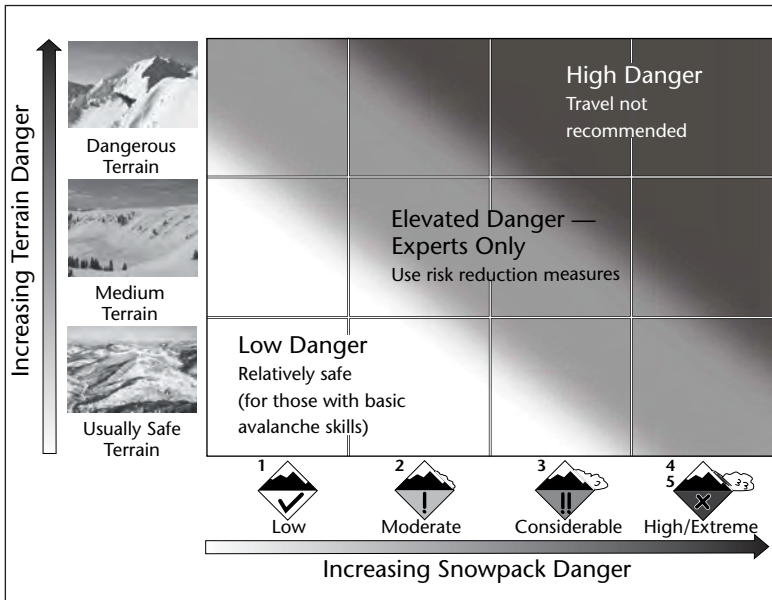 Increasing Terrain Danger
Dangerous
Terrain
Medium
Terrain
Usually Safe
Terrain
High Danger
Travel not
recommended
Elevated Danger —
Experts Only
Use risk reduction measures
Low Danger
Relatively safe
(for those with basic
avalanche skills)
1
2
3
4
5
!
!!
Low
Moderate
Considerable
High/Extreme
Increasing Snowpack Danger